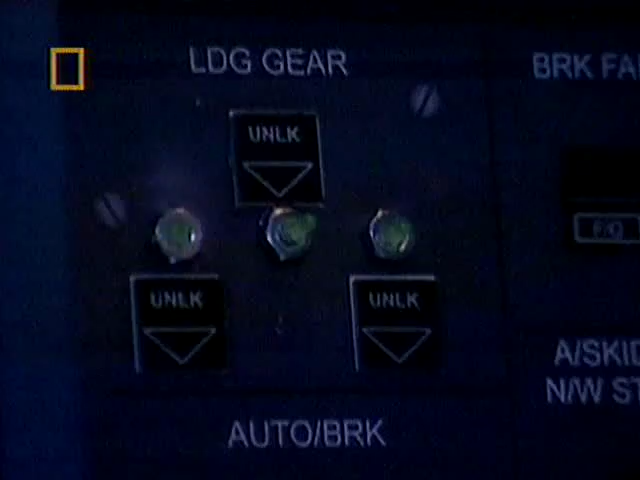 LDG GEAR
BRK FA
UNLK
UNLK
UNLK
A/SKID
N/W ST
AUTO/BRK